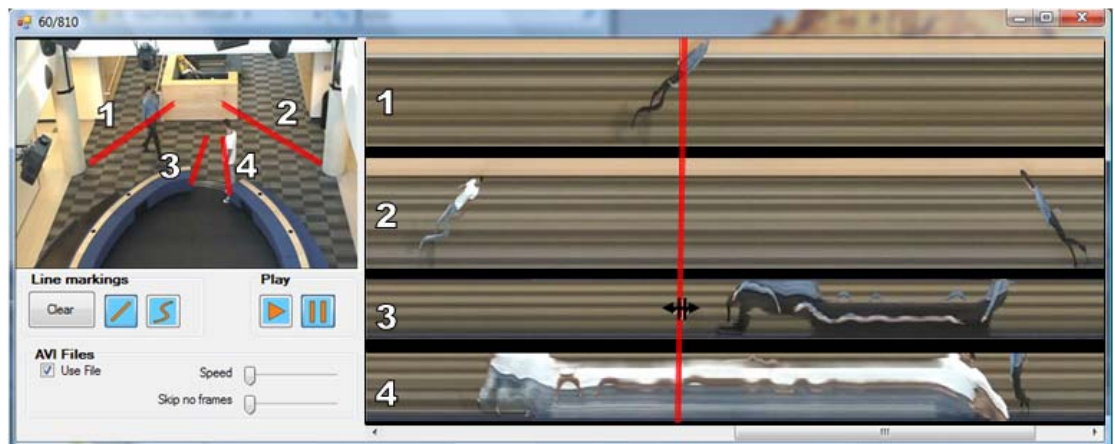 60/810
1
2
3
4
1
2
3
4
Line markings
Play
Clear
AVI Files
Use File
Speed
Skip no frames